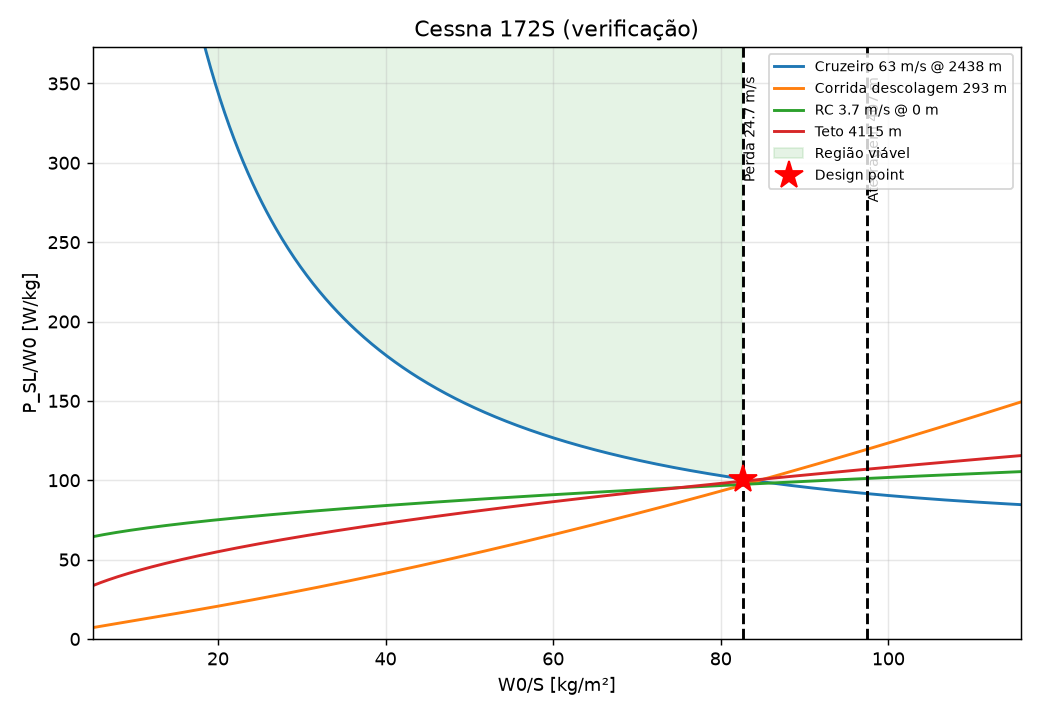 Cessna 172S (verificação)
Cruzeiro 63 m/s @ 2438 m
Corrida descolagem 293 m
RC 3.7 m/s @ 0 m
Teto 4115 m
Região viável
Design point
Perda 24.7 m/s
P_SL/W0 [W/kg]
350
300
250
200
150
100
50
0
20
40
60
80
100
W0/S [kg/m²]